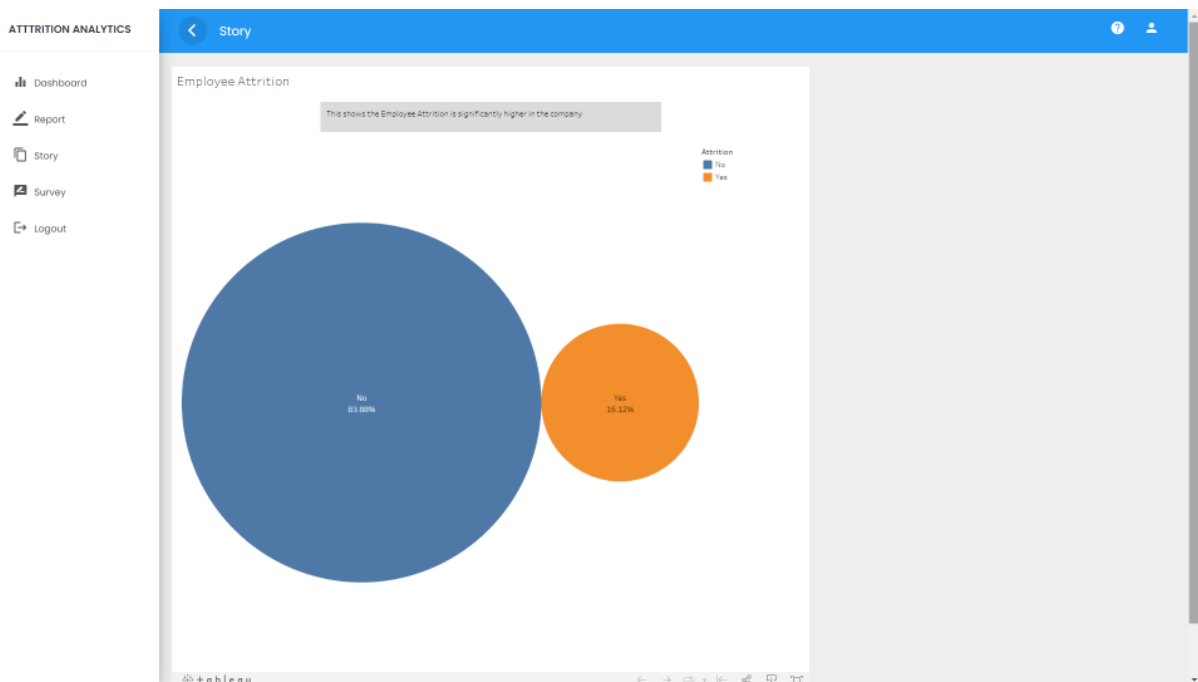 ATTTRITION ANALYTICS
Story
Dashboard
Report
Story
Survey
Logout
Employee Attrition
This shows the Employee Attrition is significantly higher in the company
Attrition
No
Yes
No
83.88%
Yes
16.12%
tableau